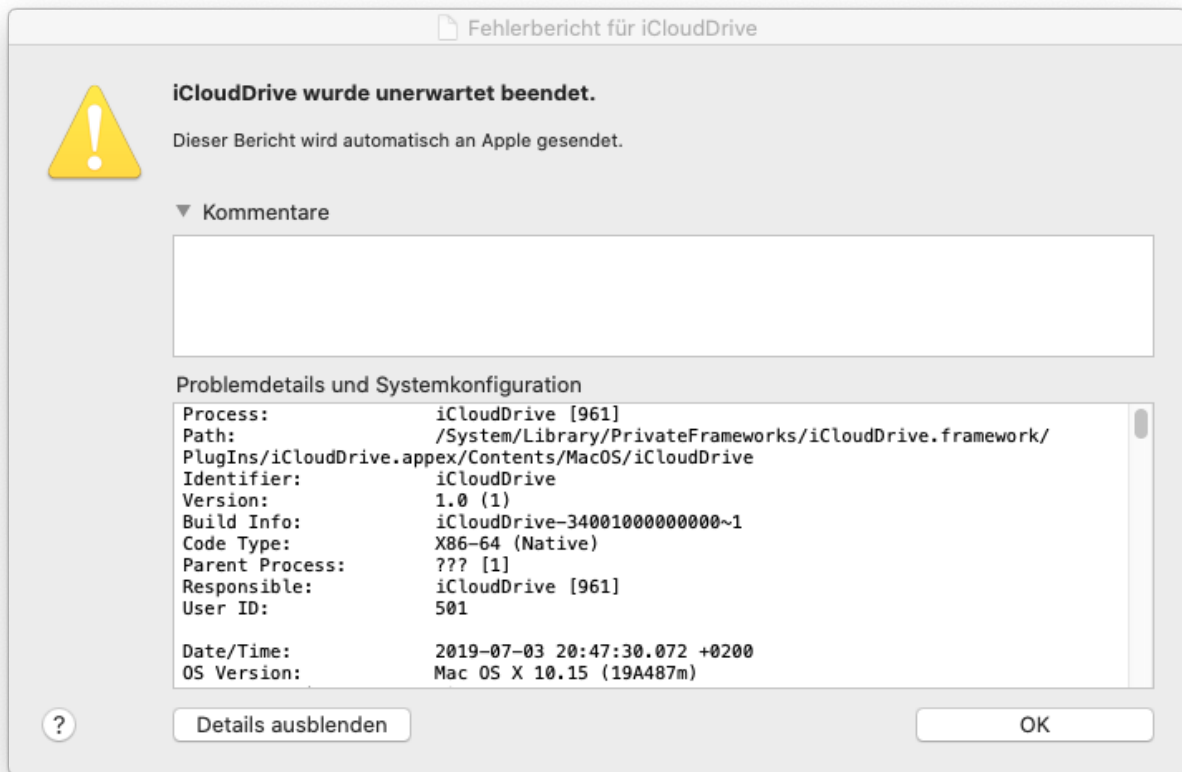 Fehlerbericht für iCloudDrive
iCloudDrive wurde unerwartet beendet.
Dieser Bericht wird automatisch an Apple gesendet.
Kommentare
Problemdetails und Systemkonfiguration
Process: iCloudDrive [961]
Path: /System/Library/PrivateFrameworks/iCloudDrive.framework/
PlugIns/iCloudDrive.appex/Contents/MacOS/iCloudDrive
Identifier: iCloudDrive
Version: 1.0 (1)
Build Info: iCloudDrive-34001000000000~1
Code Type: X86-64 (Native)
Parent Process: ??? [1]
Responsible: iCloudDrive [961]
User ID: 501
Date/Time: 2019-07-03 20:47:30.072 +0200
OS Version: Mac OS X 10.15 (19A487m)
? Details ausblenden OK